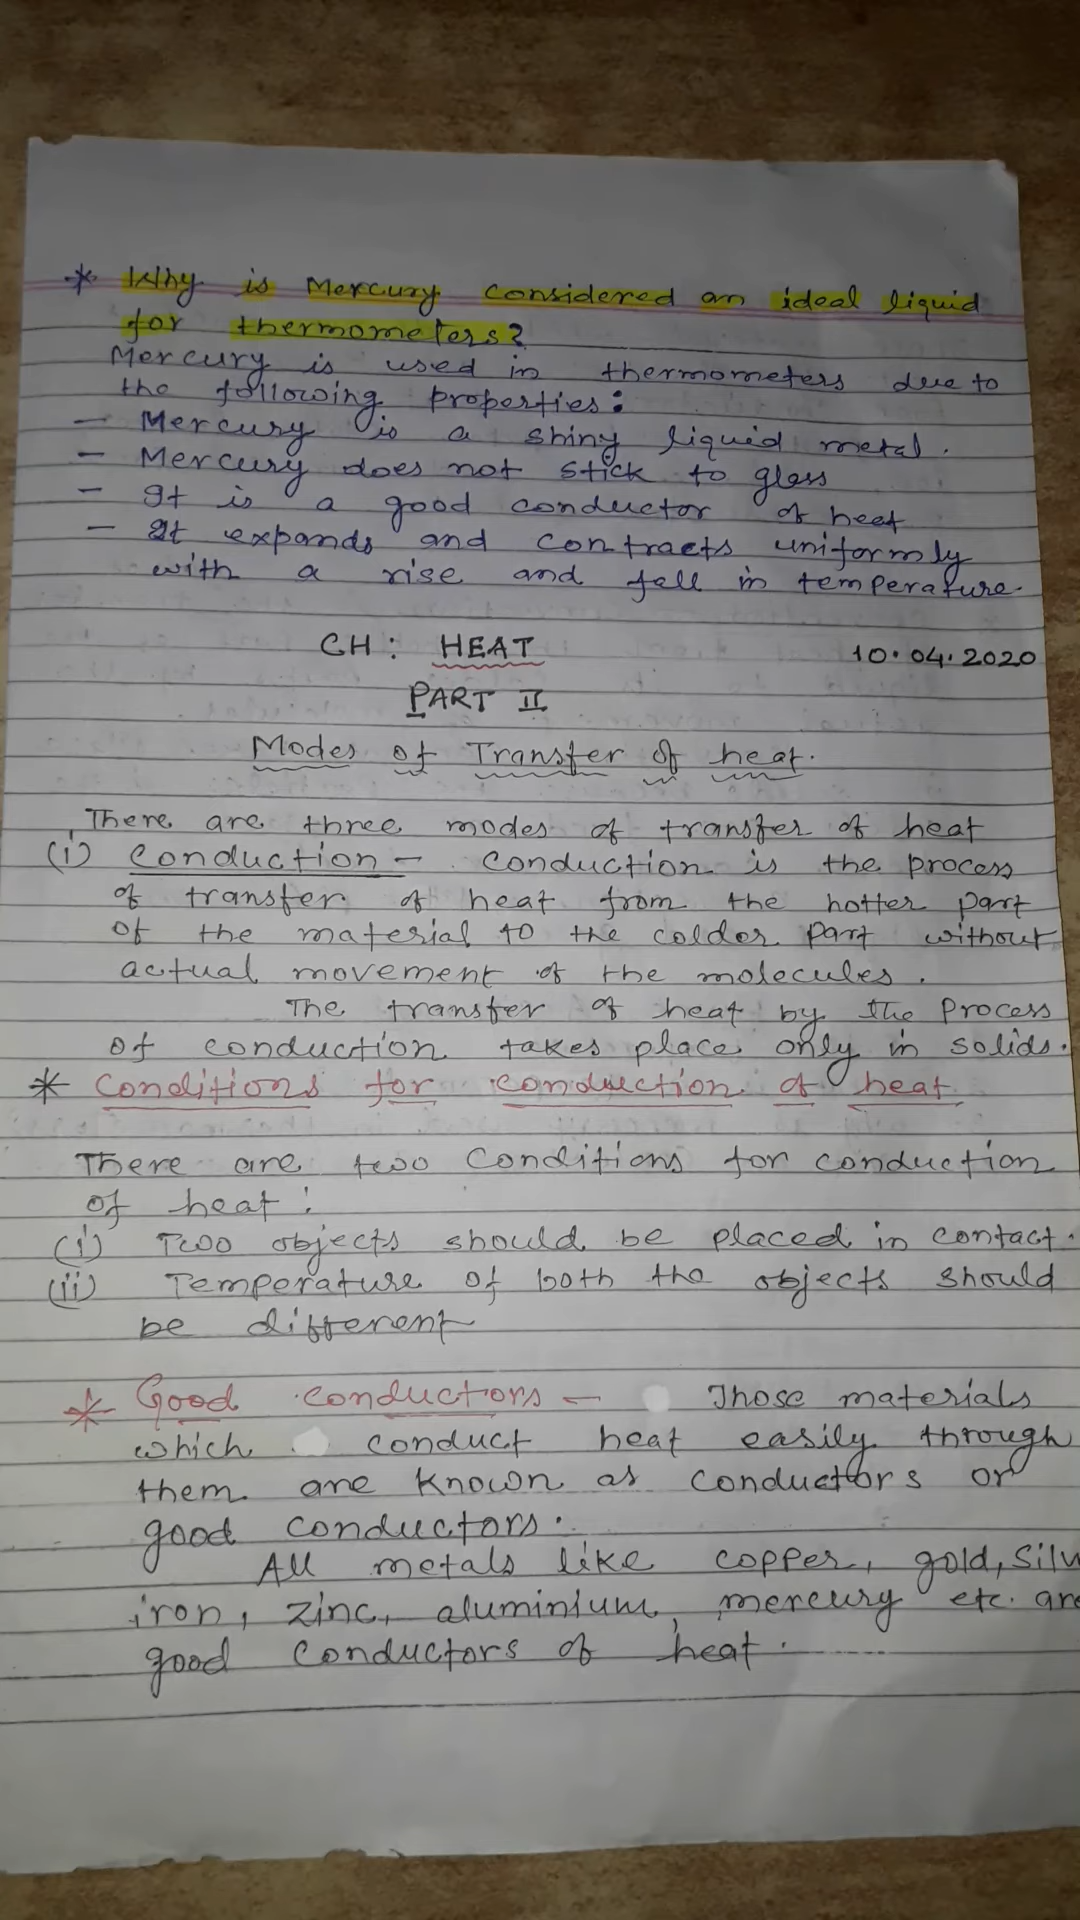 * Why is Mercury considered an ideal liquid
for thermometers?
Mercury is used in thermometers due to
the following properties:
- Mercury is a shiny liquid metal.
- Mercury does not stick to glass
- It is a good conductor of heat
- It expands and contracts uniformly
with a rise and fall in temperature.
CH: HEAT 10.04.2020
PART II
Modes of Transfer of heat.
There are three modes of transfer of heat
(i) Conduction - conduction is the process
of transfer of heat from the hotter part
of the material to the colder part without
actual movement of the molecules.
The transfer of heat by the process
of conduction takes place only in solids.
* Conditions for conduction of heat
There are two conditions for conduction
of heat:
(i) Two objects should be placed in contact.
(ii) Temperature of both the objects should
be different
* Good conductors - Those materials
which conduct heat easily through
them are known as conductors or
good conductors.
All metals like copper, gold, silv
iron, zinc, aluminium, mercury etc. are
good conductors of heat.